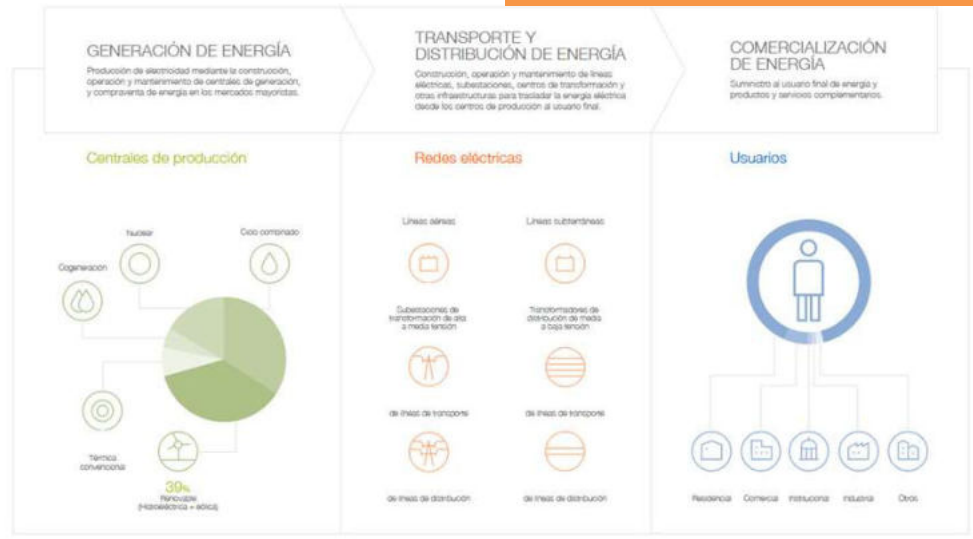 GENERACIÓN DE ENERGÍA
Producción de electricidad mediante la construcción,
operación y mantenimiento de centrales de generación,
y compraventa de energía en los mercados mayoristas.
TRANSPORTE Y
DISTRIBUCIÓN DE ENERGÍA
Construcción, operación y mantenimiento de líneas
eléctricas, subestaciones, centros de transformación y
otras infraestructuras para trasladar la energía eléctrica
desde los centros de producción al usuario final.
COMERCIALIZACIÓN
DE ENERGÍA
Suministro al usuario final de energía y
productos y servicios complementarios.
Centrales de producción
Nuclear
Ciclo combinado
Cogeneración
Térmica
convencional
39%
Renovable
(Hidroeléctrica + eólica)
Redes eléctricas
Líneas aéreas
Líneas subterráneas
Subestaciones de
transformación de alta
a media tensión
Transformadores de
distribución de media
a baja tensión
de líneas de transporte
de líneas de transporte
de líneas de distribución
de líneas de distribución
Usuarios
Residencial
Comercial
Institucional
Industrial
Otros